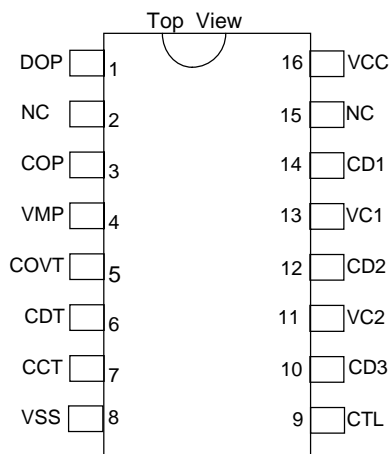 Top View
DOP 1 16 VCC
NC 2 15 NC
COP 3 14 CD1
VMP 4 13 VC1
COVT 5 12 CD2
CDT 6 11 VC2
CCT 7 10 CD3
VSS 8 9 CTL